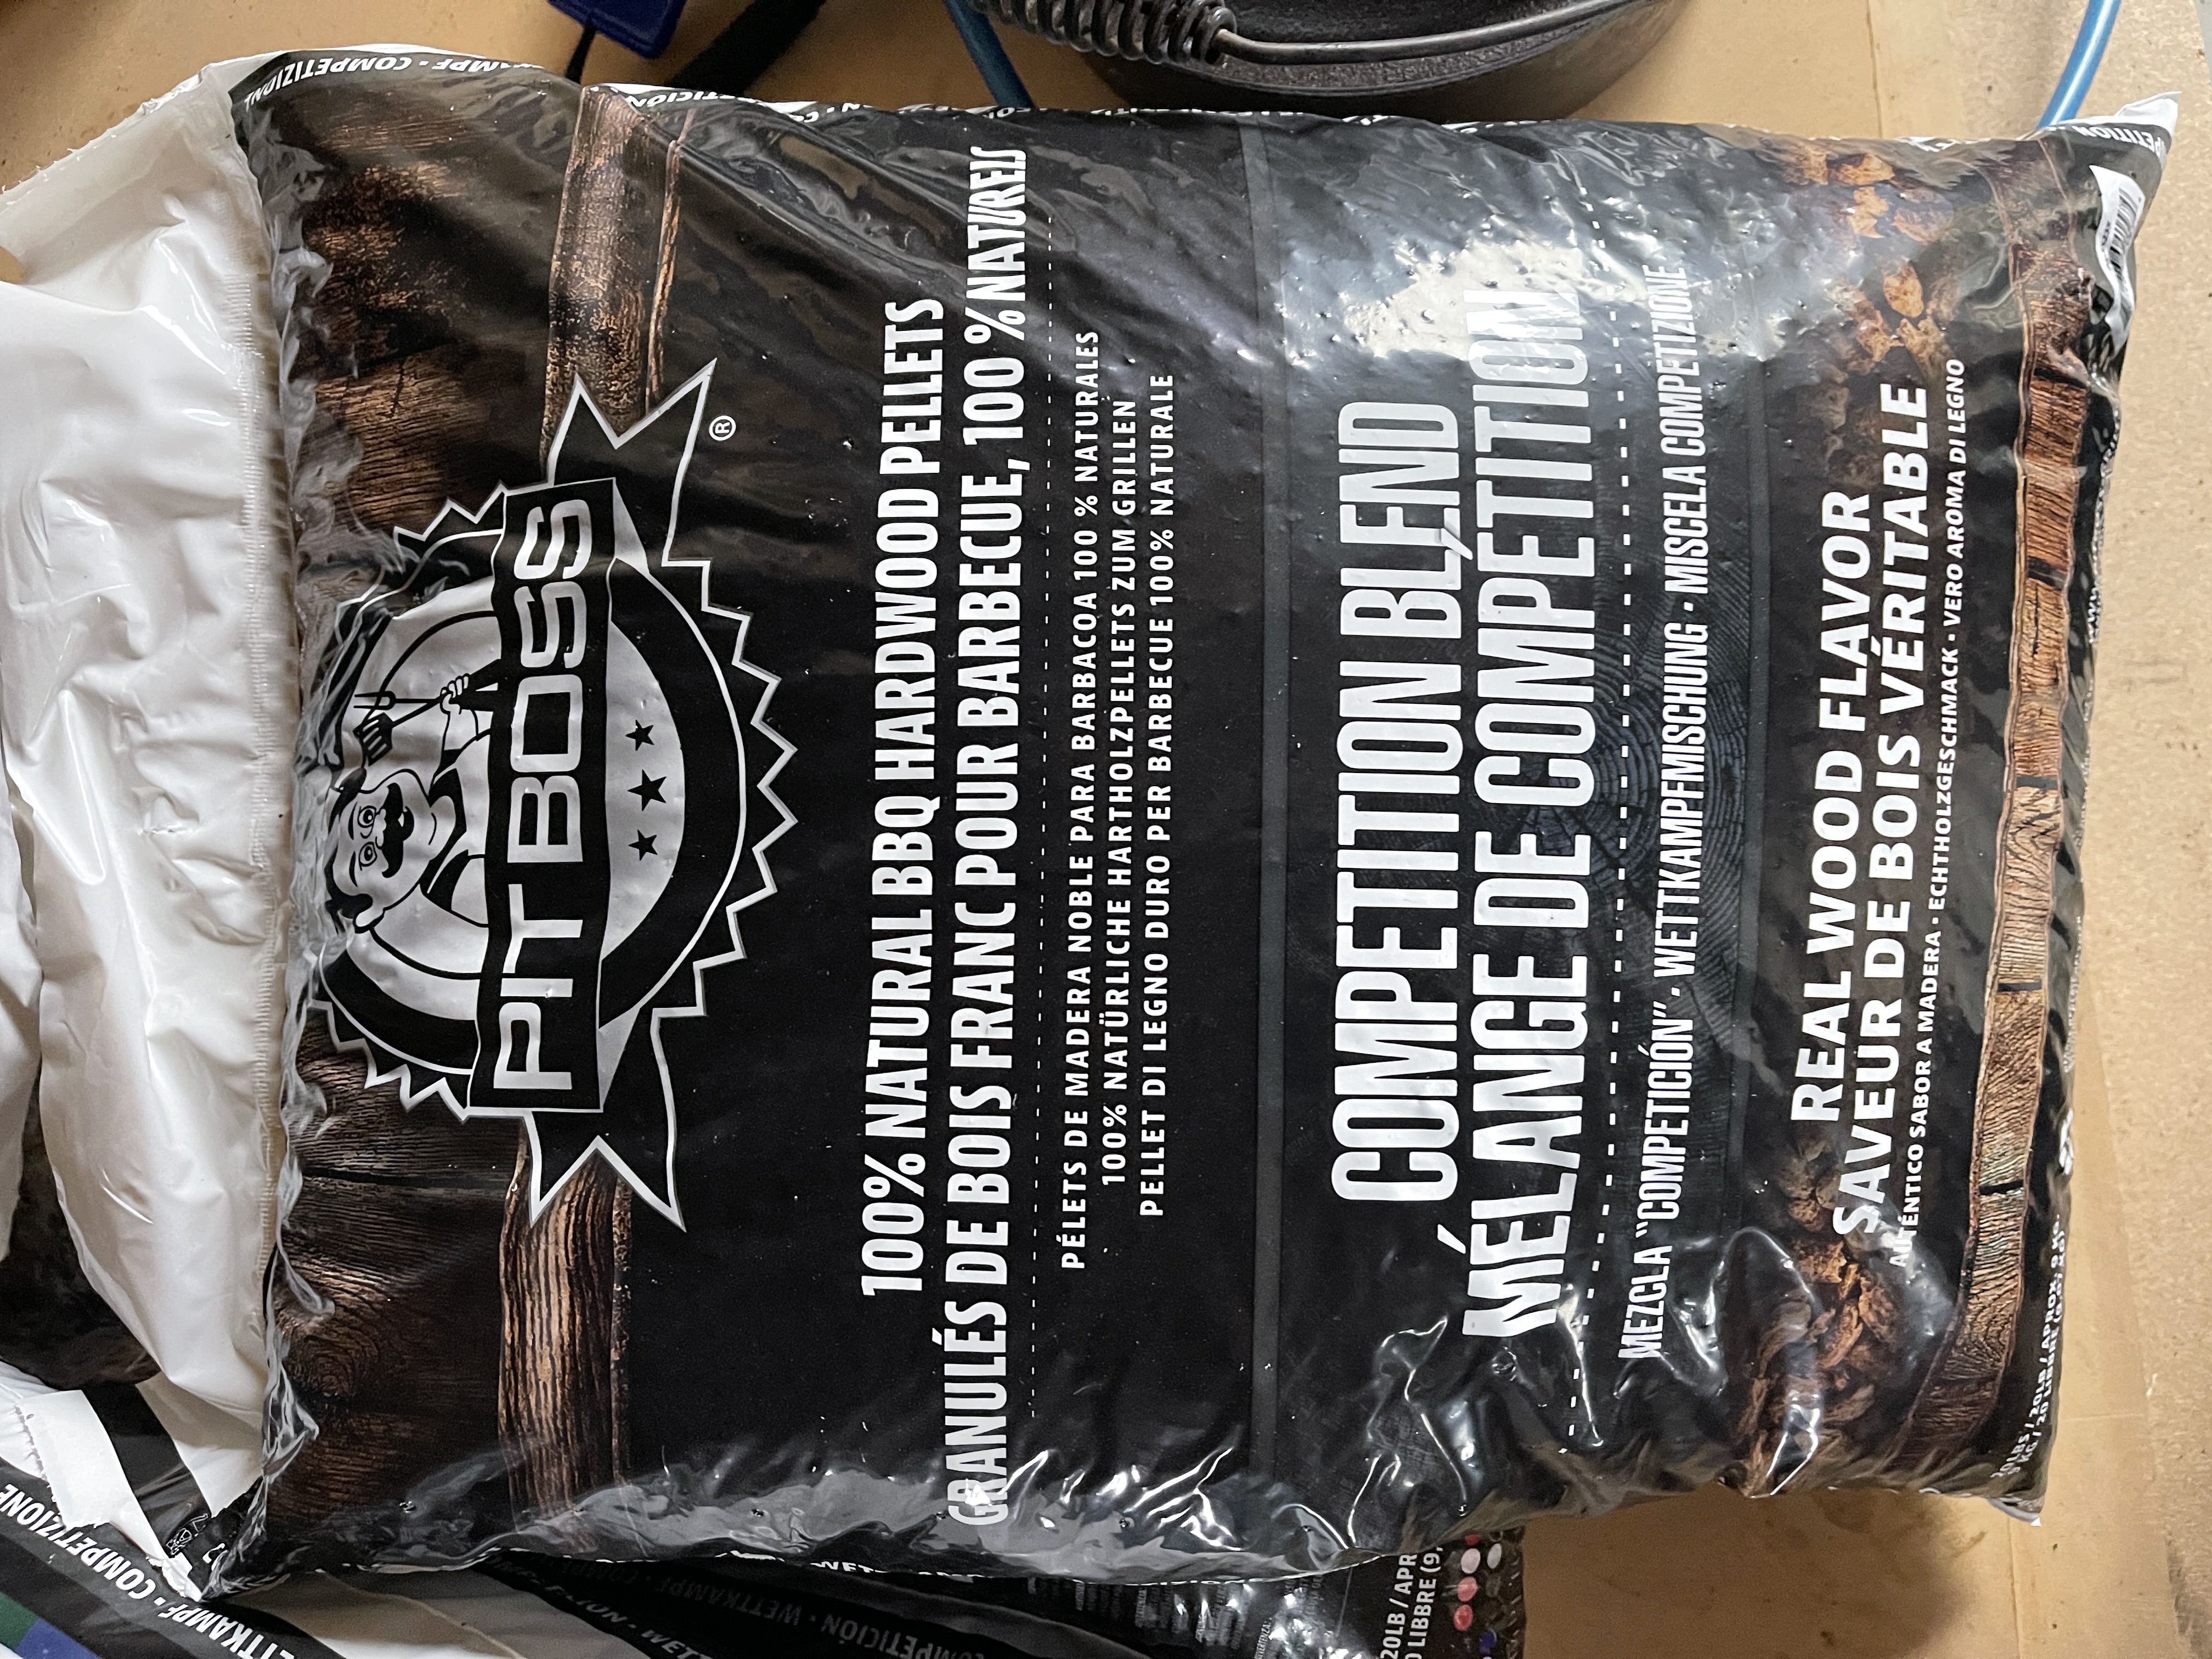 PIT BOSS
®
100% NATURAL BBQ HARDWOOD PELLETS
GRANULÉS DE BOIS FRANC POUR BARBECUE, 100 % NATURELS
PÉLETS DE MADERA NOBLE PARA BARBACOA 100 % NATURALES
100% NATÜRLICHE HARTHOLZPELLETS ZUM GRILLEN
PELLET DI LEGNO DURO PER BARBECUE 100% NATURALE
COMPETITION BLEND
MÉLANGE DE COMPÉTITION
MEZCLA "COMPETICIÓN" • WETTKAMPFMISCHUNG • MISCELA COMPETIZIONE
REAL WOOD FLAVOR
SAVEUR DE BOIS VÉRITABLE
AUTÉNTICO SABOR A MADERA • ECHTHOLZGESCHMACK • VERO AROMA DI LEGNO
COMPETIZIONE
WETTKAMPF • COMPETIZIONE
COMPETICIÓN • WETTKAMPF
20LB / APR